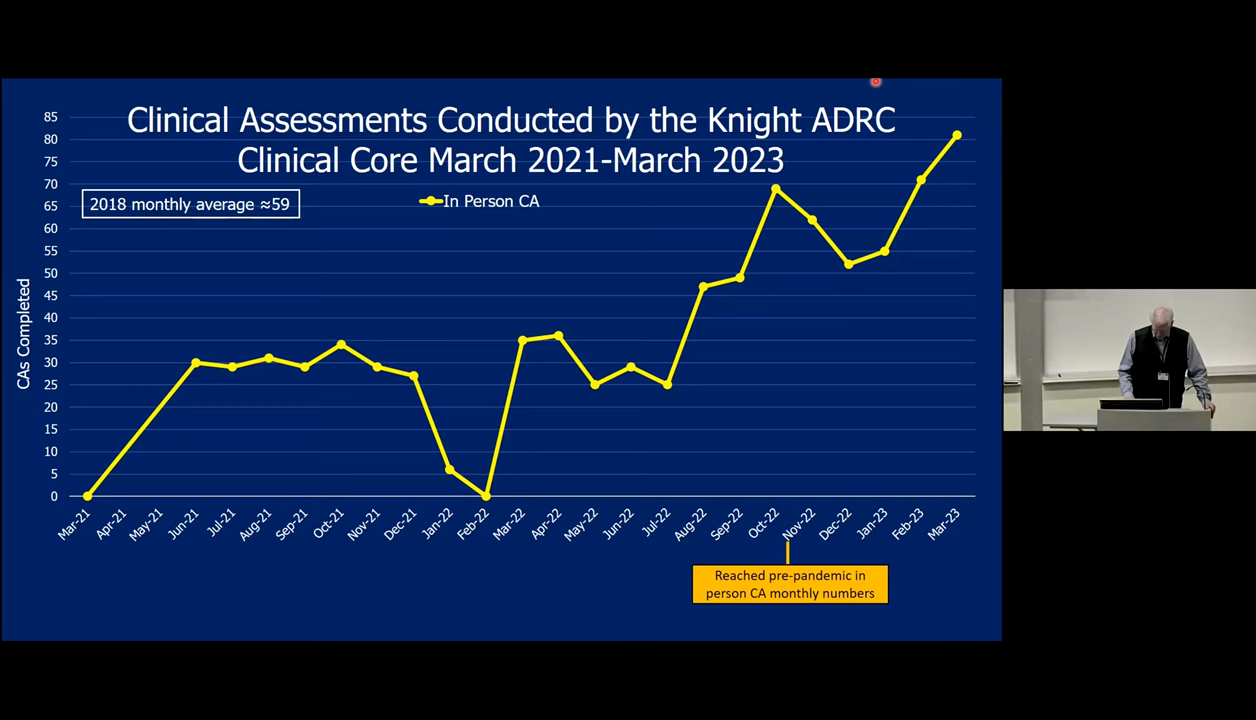 Clinical Assessments Conducted by the Knight ADRC
Clinical Core March 2021-March 2023
2018 monthly average ≈59
In Person CA
CAs Completed
85
80
75
70
65
60
55
50
45
40
35
30
25
20
15
10
5
0
Mar-21
Apr-21
May-21
Jun-21
Jul-21
Aug-21
Sep-21
Oct-21
Nov-21
Dec-21
Jan-22
Feb-22
Mar-22
Apr-22
May-22
Jun-22
Jul-22
Aug-22
Sep-22
Oct-22
Nov-22
Dec-22
Jan-23
Feb-23
Mar-23
Reached pre-pandemic in
person CA monthly numbers